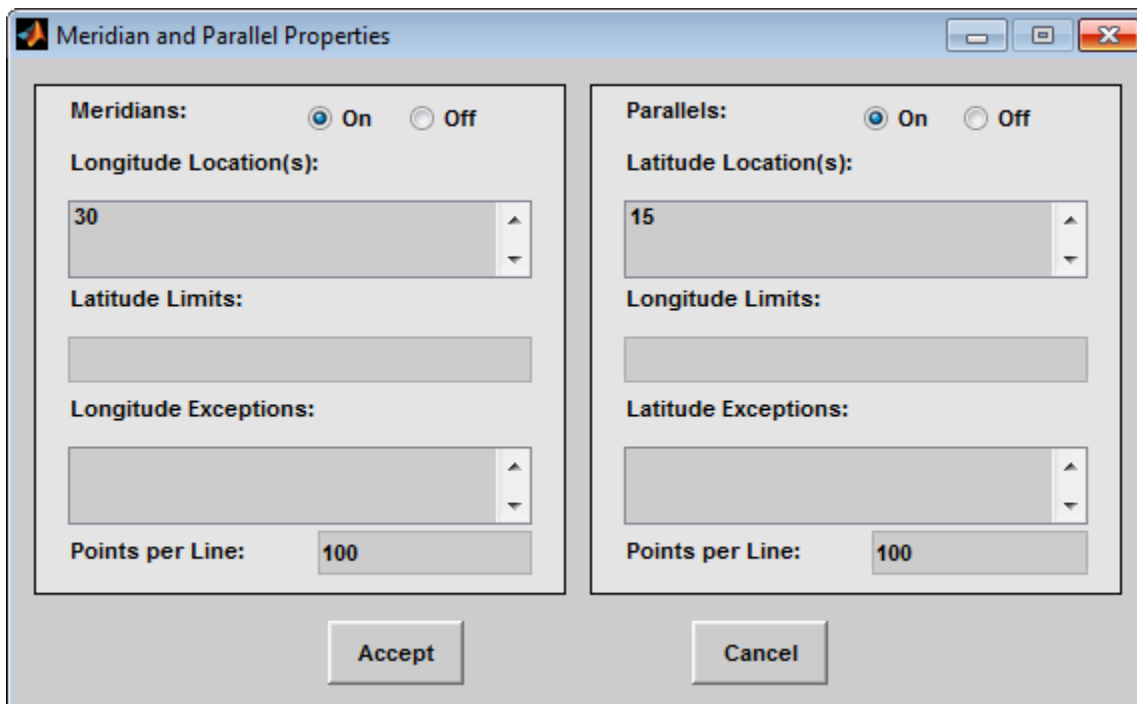 Meridian and Parallel Properties
Meridians:
On
Off
Longitude Location(s):
30
Latitude Limits:
Longitude Exceptions:
Points per Line:
100
Parallels:
On
Off
Latitude Location(s):
15
Longitude Limits:
Latitude Exceptions:
Points per Line:
100
Accept
Cancel